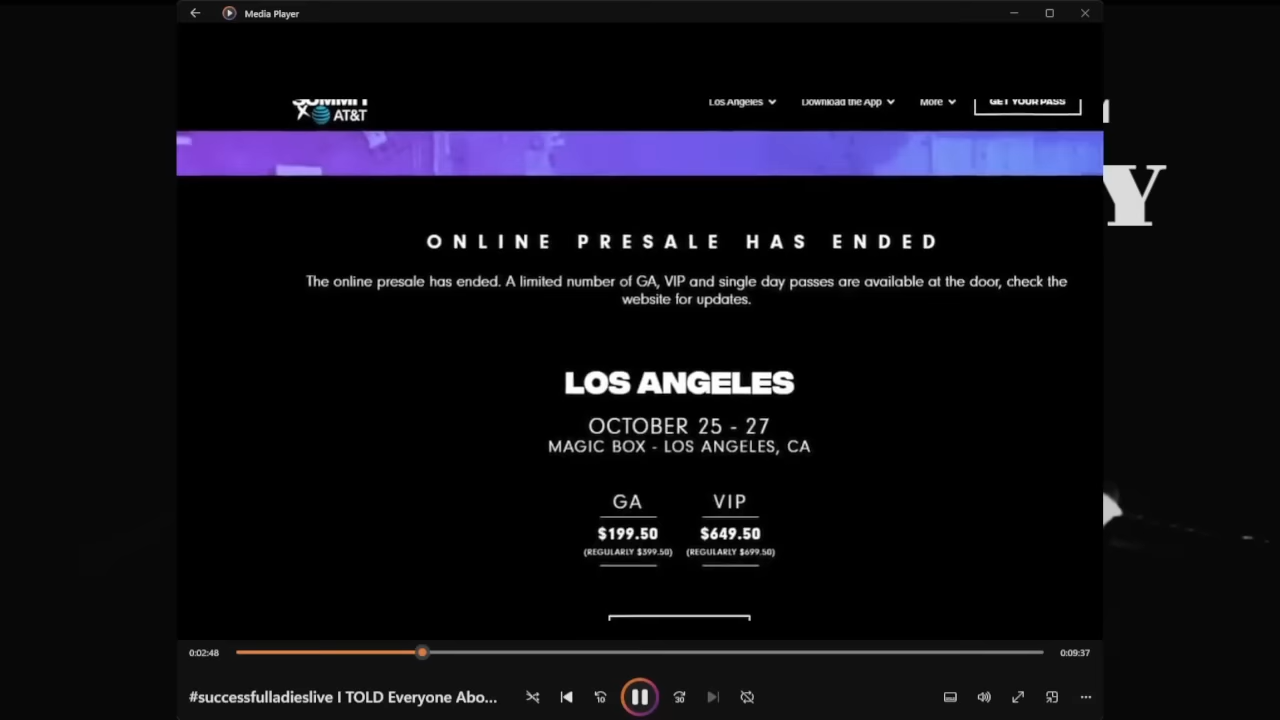 Media Player
SUMMIT
AT&T
Los Angeles
Download the App
More
GET YOUR PASS
Y
ONLINE PRESALE HAS ENDED
The online presale has ended. A limited number of GA, VIP and single day passes are available at the door, check the
website for updates.
LOS ANGELES
OCTOBER 25 - 27
MAGIC BOX - LOS ANGELES, CA
GA VIP
$199.50 $649.50
(REGULARLY $399.50) (REGULARLY $699.50)
0:02:48
0:09:37
#successfulladieslive I TOLD Everyone Abo...
10
30